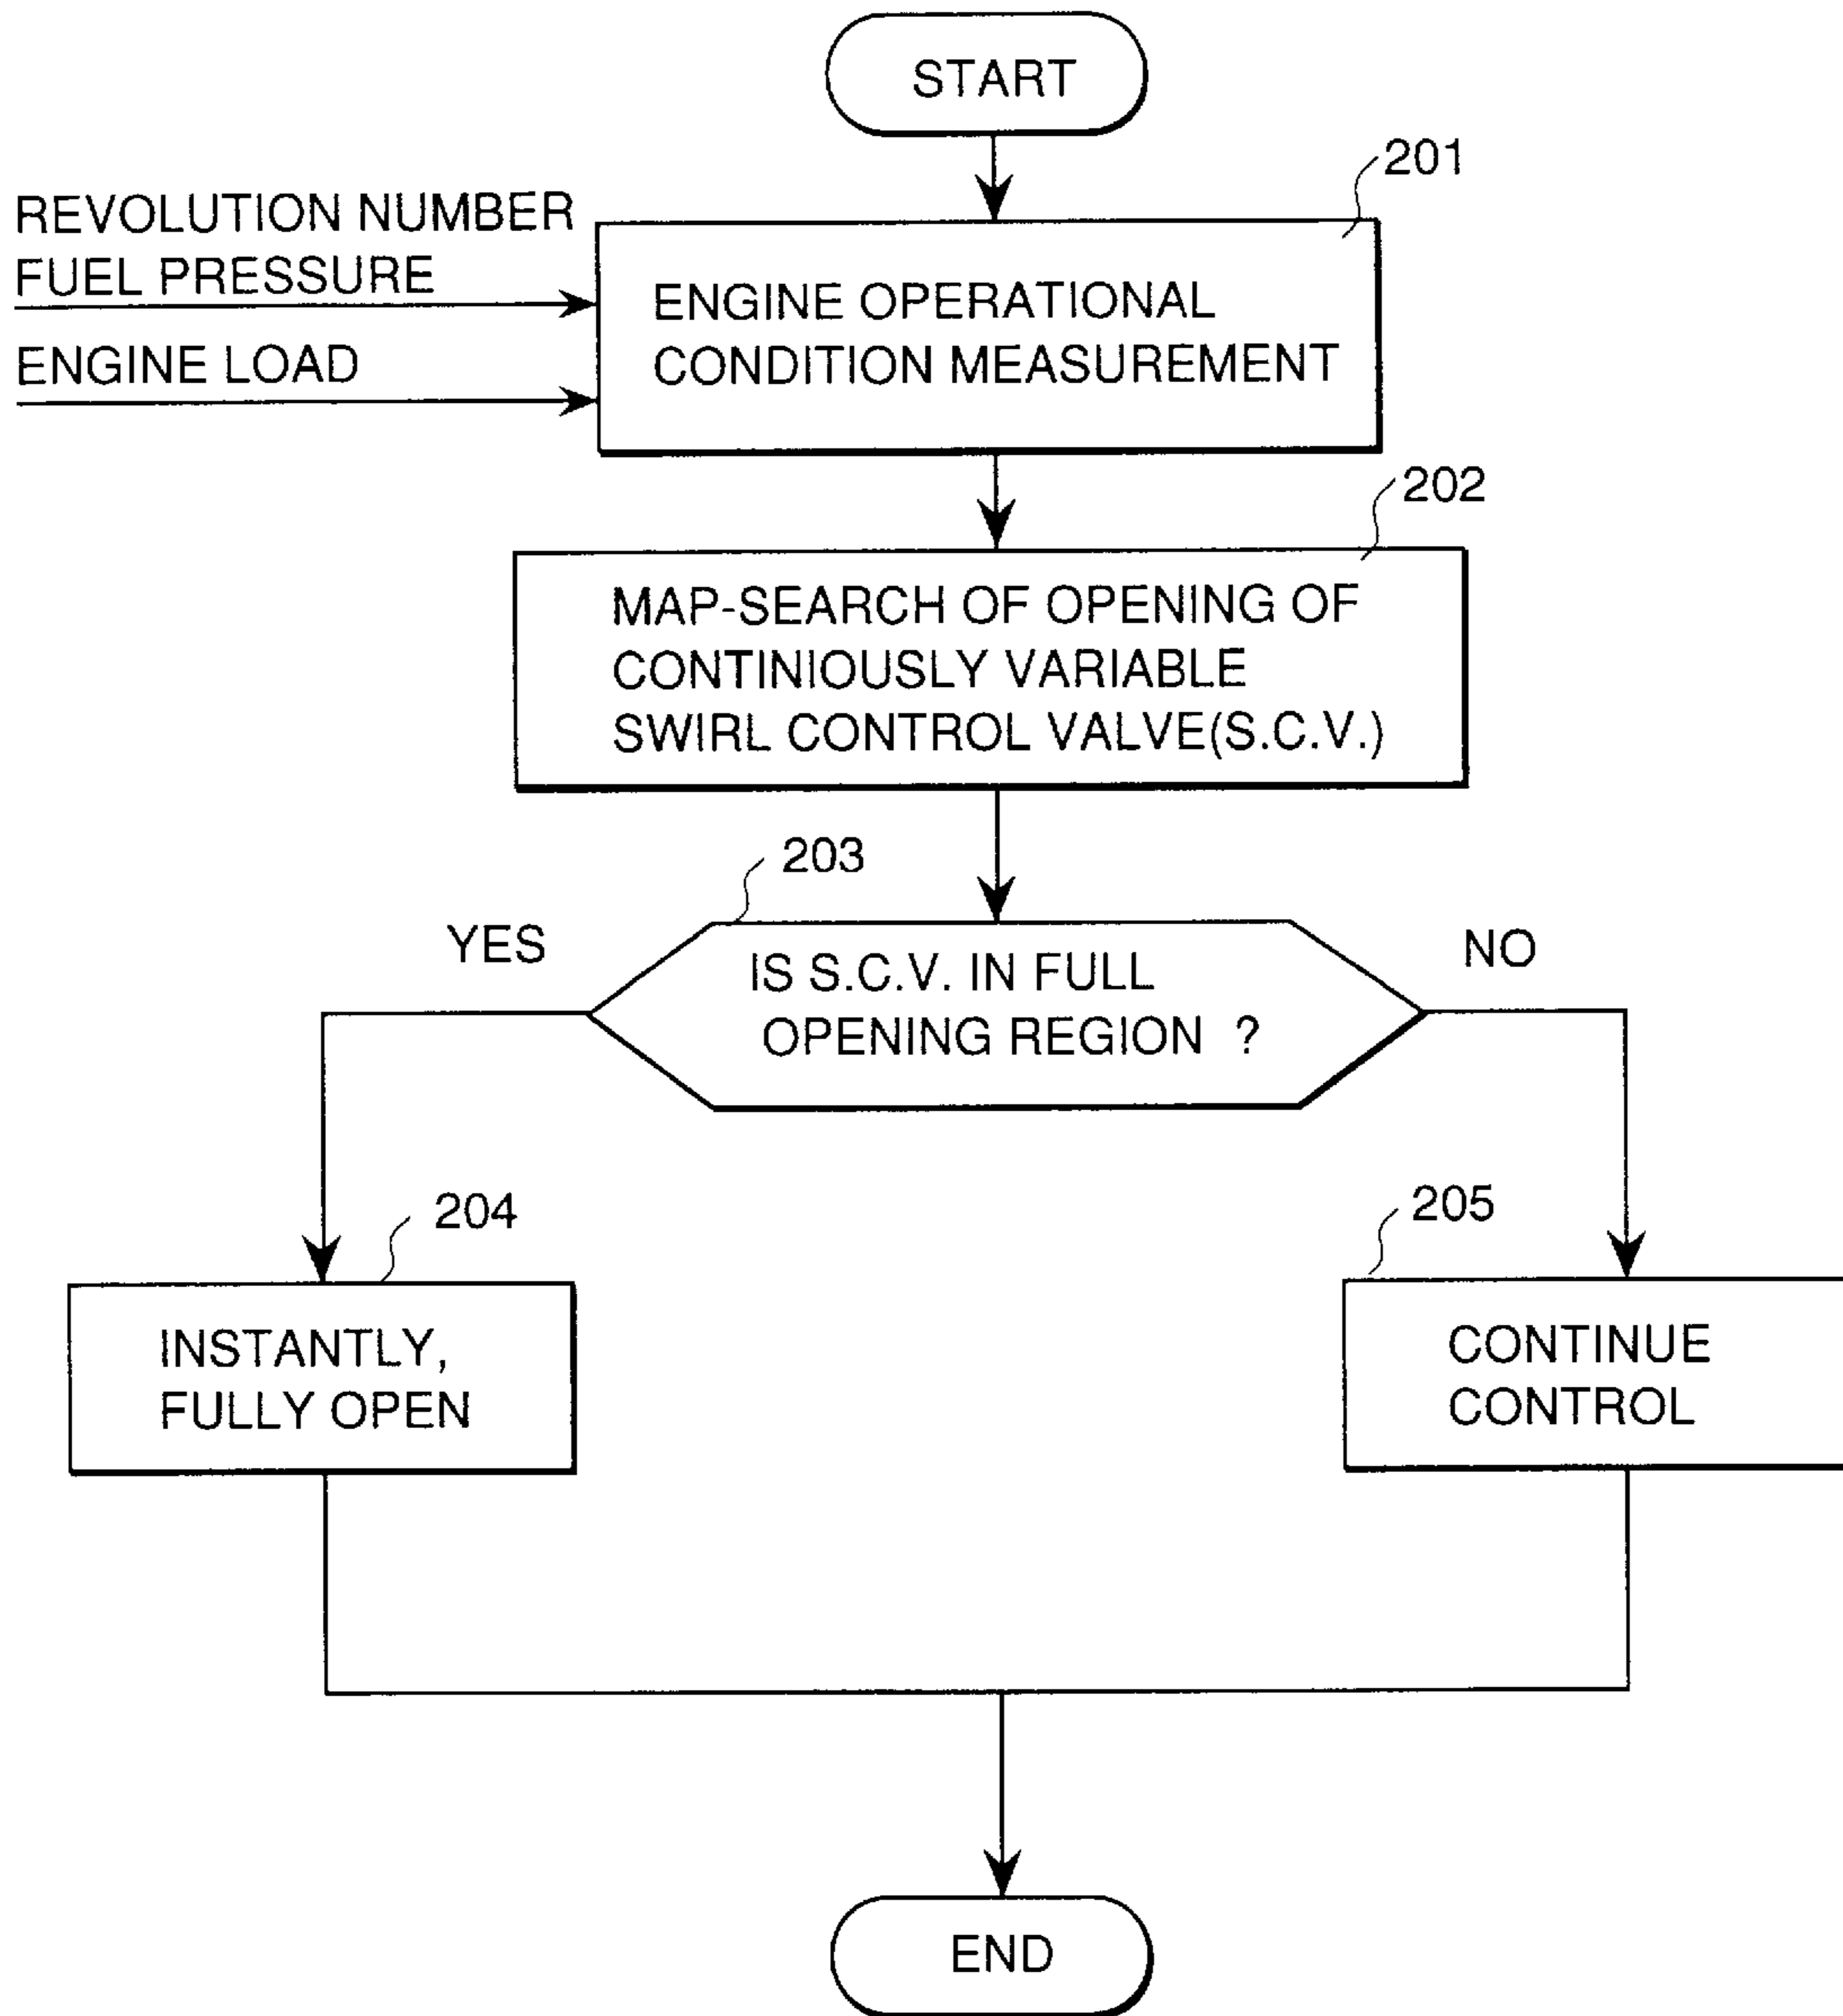 START
201
REVOLUTION NUMBER
FUEL PRESSURE
ENGINE LOAD
ENGINE OPERATIONAL
CONDITION MEASUREMENT
202
MAP-SEARCH OF OPENING OF
CONTINIOUSLY VARIABLE
SWIRL CONTROL VALVE(S.C.V.)
203
YES
NO
IS S.C.V. IN FULL
OPENING REGION ?
204
205
INSTANTLY,
FULLY OPEN
CONTINUE
CONTROL
END